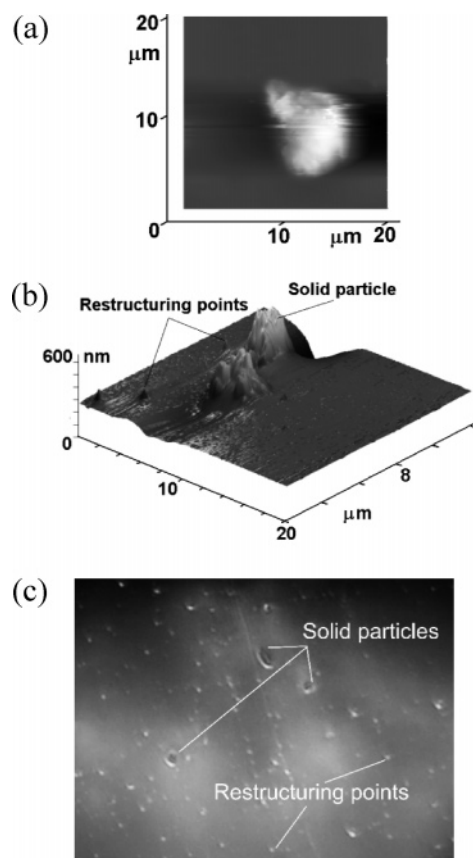 (a)
20
μm
10
0
10
μm
20
(b)
Solid particle
Restructuring points
600 nm
0
10
20
μm
8
(c)
Solid particles
Restructuring points